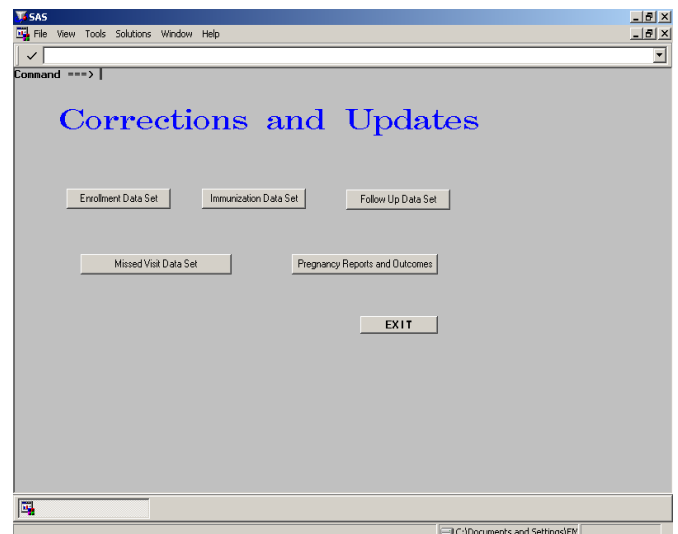 SAS
File View Tools Solutions Window Help
Command ===>
Corrections and Updates
Enrollment Data Set Immunization Data Set Follow Up Data Set
Missed Visit Data Set Pregnancy Reports and Outcomes
EXIT
C:\Documents and Settings\